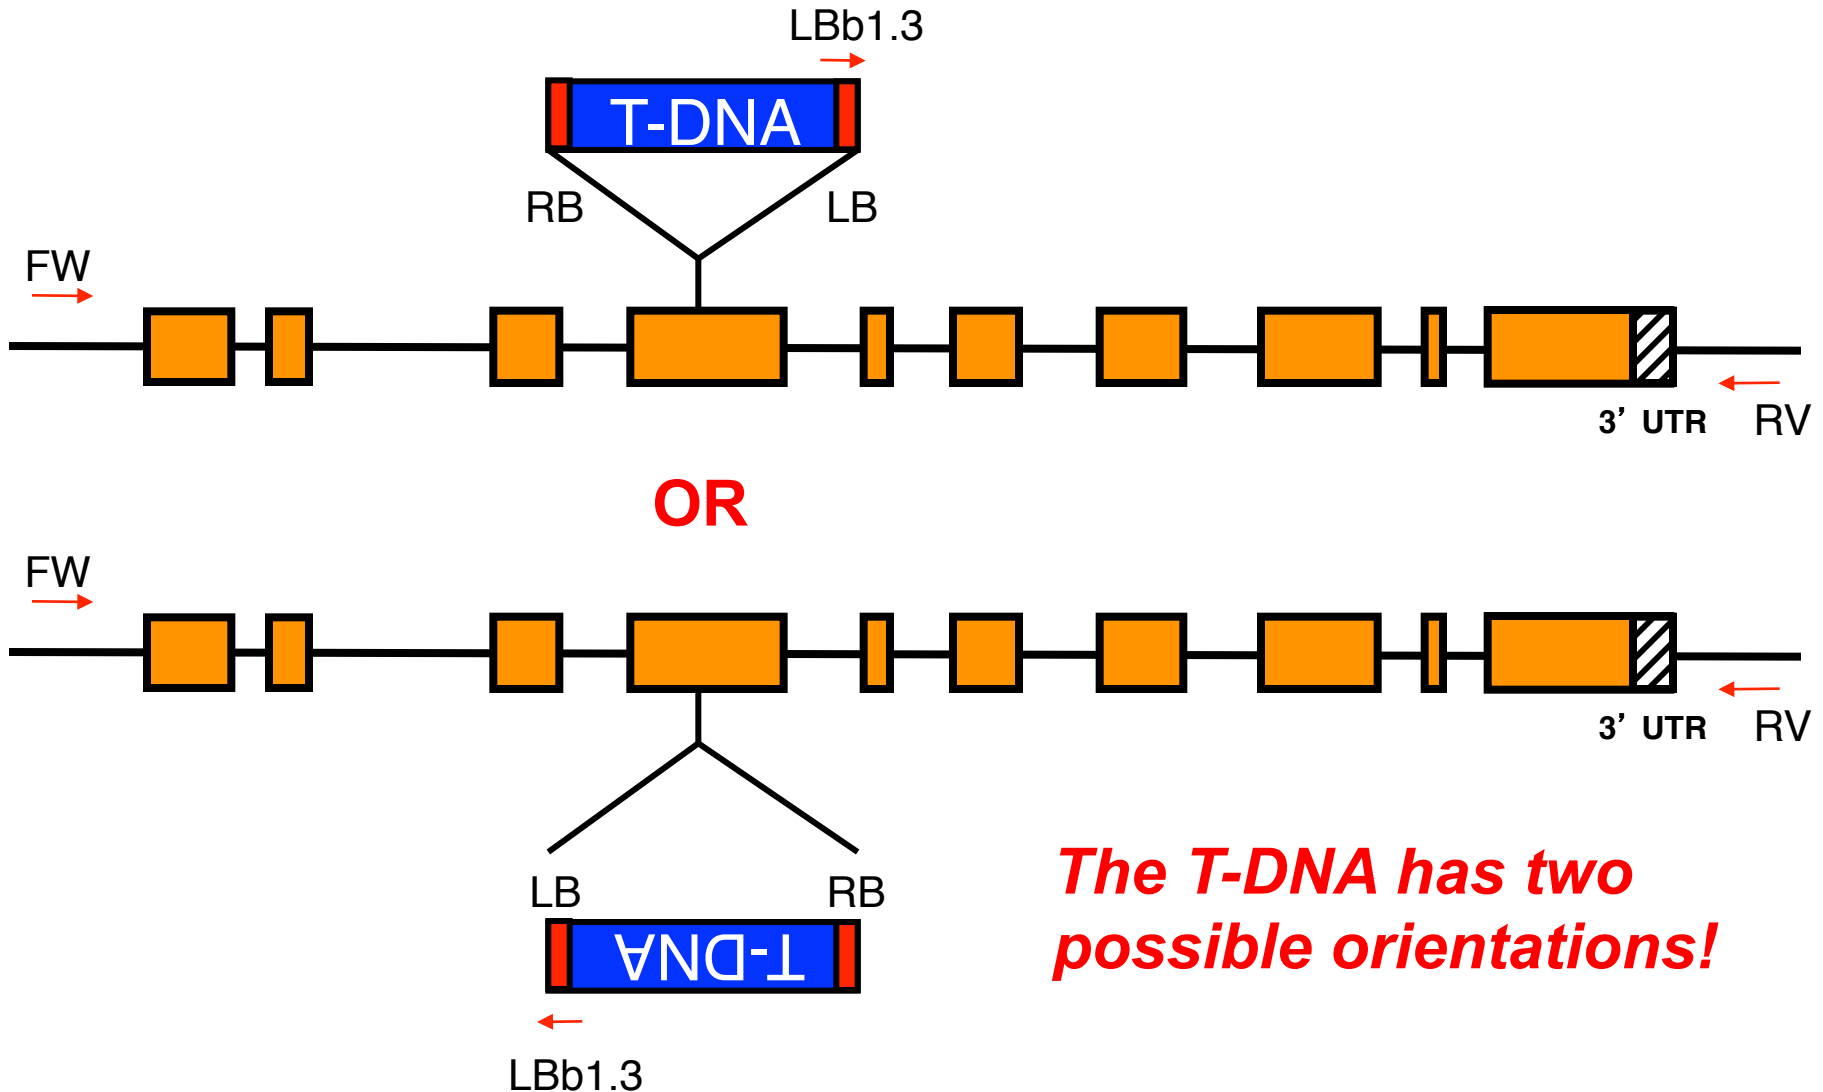 LBb1.3
T-DNA
RB LB
FW
3’ UTR RV
OR
FW
3’ UTR RV
The T-DNA has two
possible orientations!
LB RB
T-DNA
LBb1.3